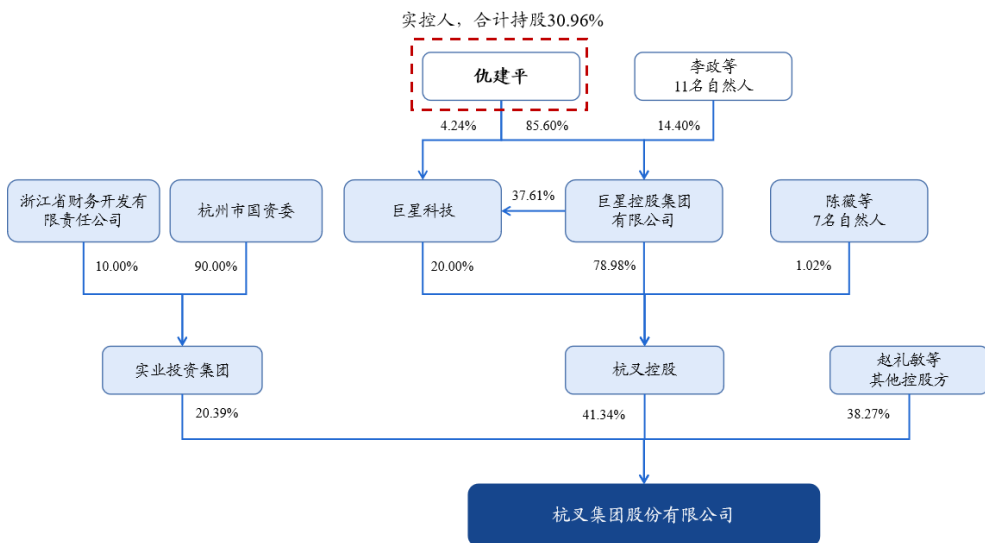 实控人，合计持股30.96%
仇建平
李政等
11名自然人
4.24%
85.60%
14.40%
浙江省财务开发有
限责任公司
杭州市国资委
巨星科技
37.61%
巨星控股集团
有限公司
陈薇等
7名自然人
10.00%
90.00%
20.00%
78.98%
1.02%
实业投资集团
杭叉控股
赵礼敏等
其他控股方
20.39%
41.34%
38.27%
杭叉集团股份有限公司